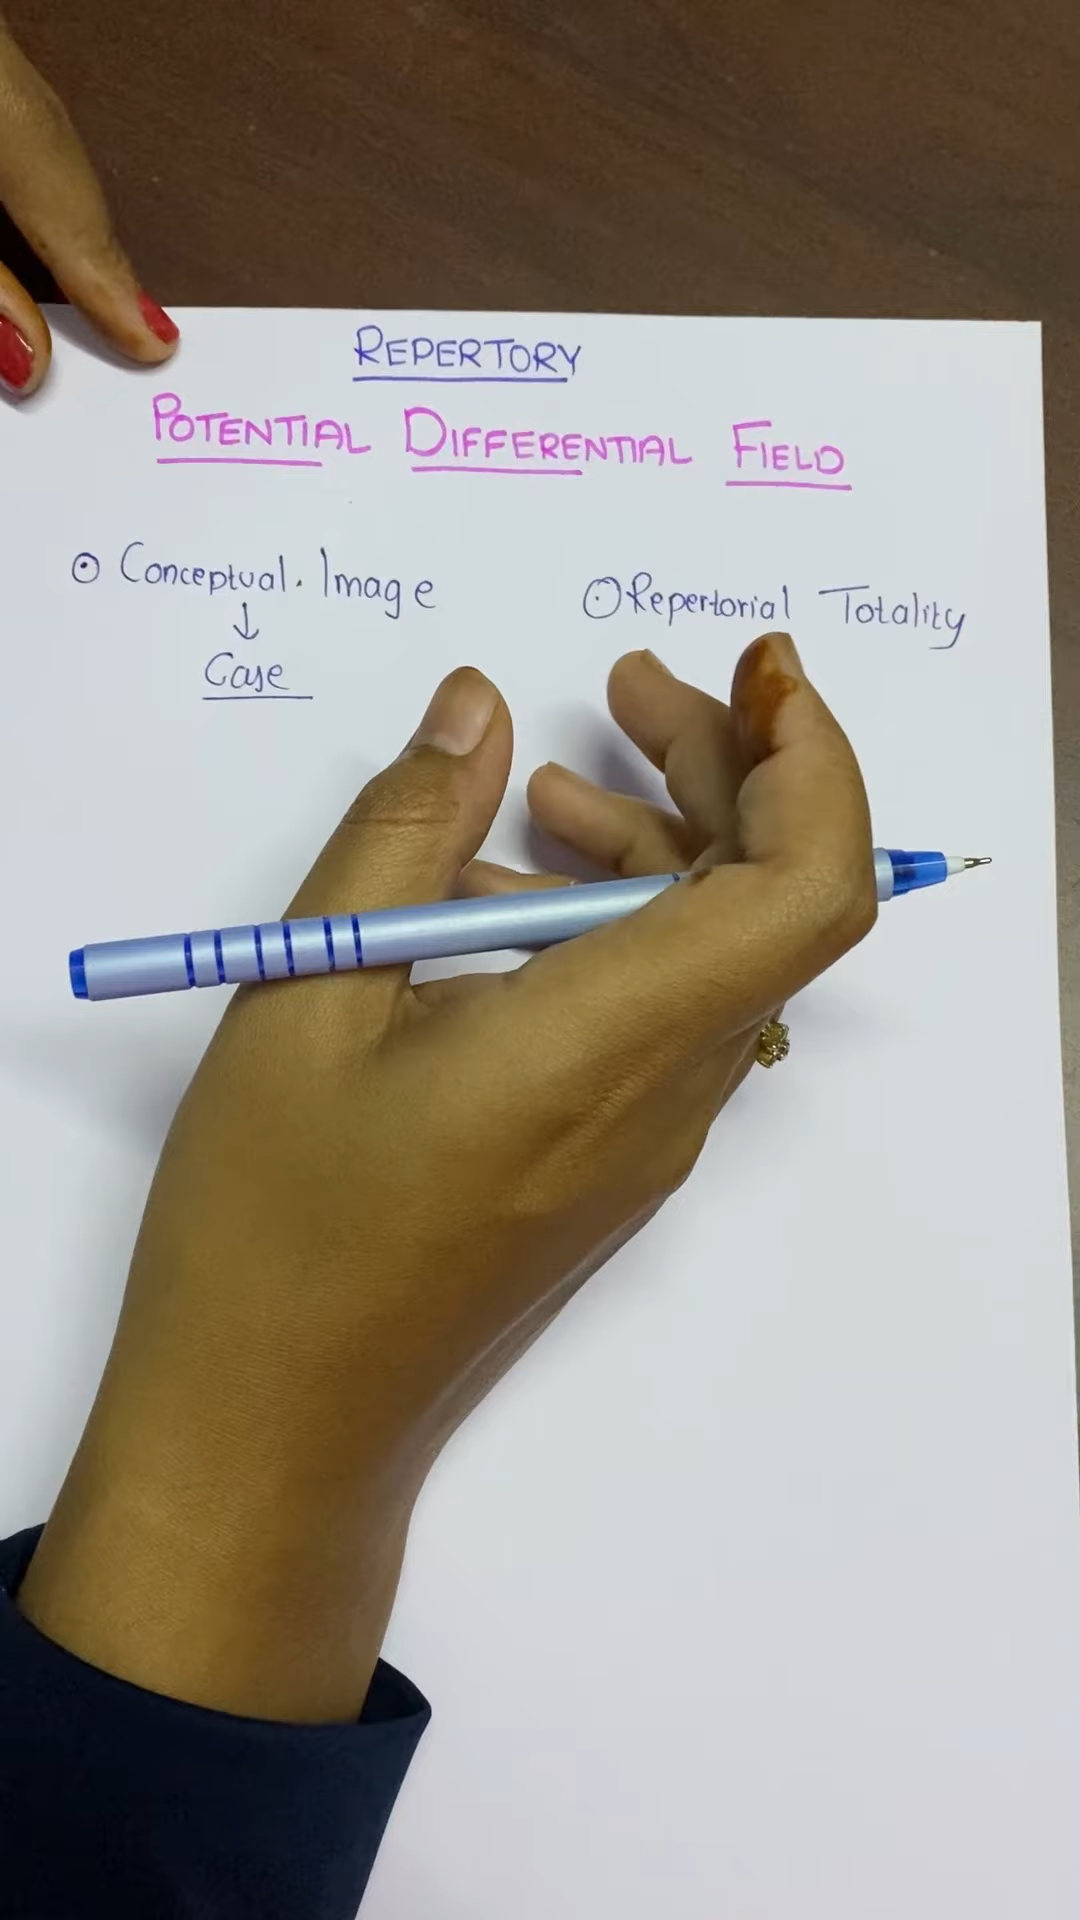 REPERTORY
POTENTIAL DIFFERENTIAL FIELD
Conceptual. Image
Repertorial Totality
↓
Case